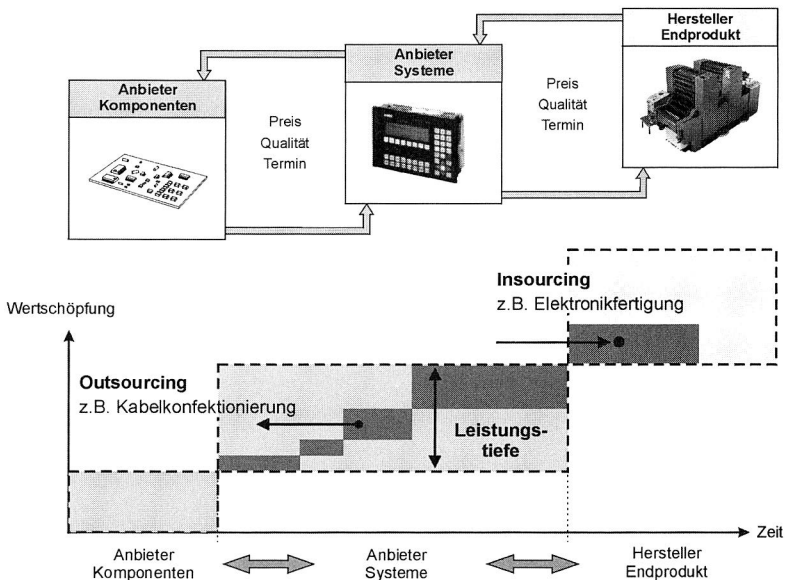 Anbieter
Komponenten
Preis
Qualität
Termin
Anbieter
Systeme
Preis
Qualität
Termin
Hersteller
Endprodukt
Wertschöpfung
Outsourcing
z.B. Kabelkonfektionierung
Leistungs-
tiefe
Insourcing
z.B. Elektronikfertigung
Zeit
Anbieter
Komponenten
Anbieter
Systeme
Hersteller
Endprodukt